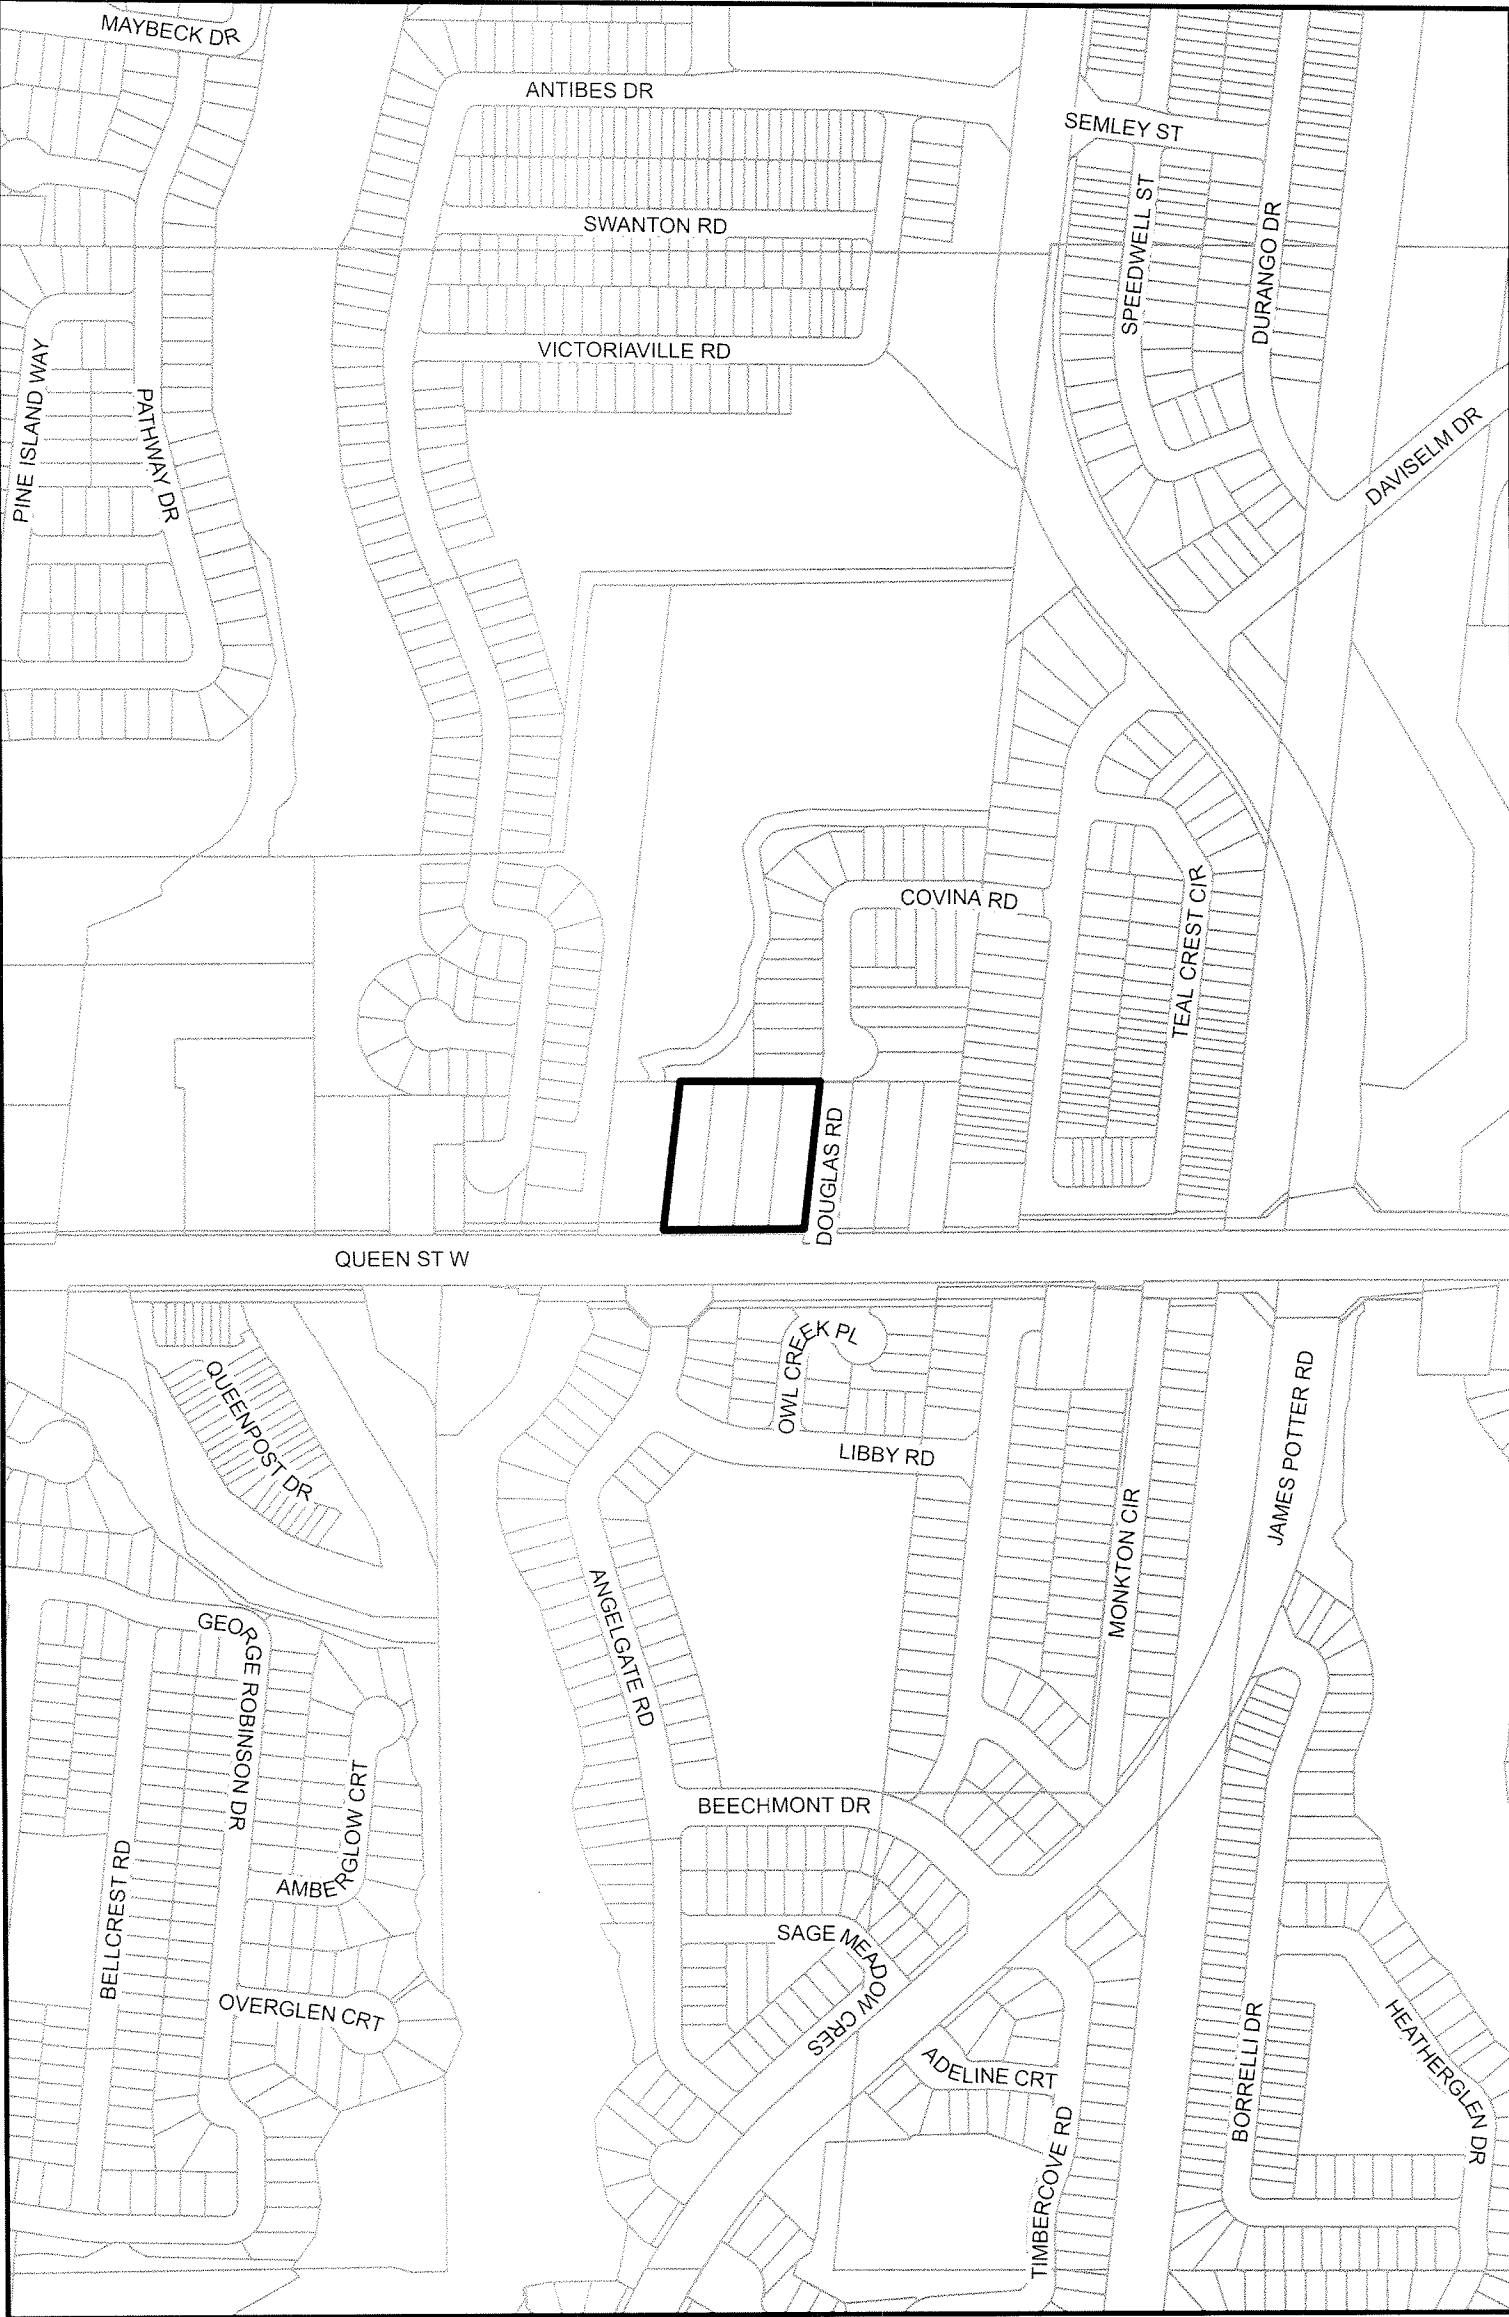 MAYBECK DR
ANTIBES DR
SEMLEY ST
SWANTON RD
SPEEDWELL ST
DURANGO DR
VICTORIAVILLE RD
PINE ISLAND WAY
PATHWAY DR
DAVISELM DR
COVINA RD
TEAL CREST CIR
DOUGLAS RD
QUEEN ST W
OWL CREEK PL
QUEENPOST DR
LIBBY RD
JAMES POTTER RD
MONKTON CIR
ANGELGATE RD
GEORGE ROBINSON DR
BEECHMONT DR
AMBERGLOW CRT
BELLCREST RD
SAGE MEADOW CRES
OVERGLEN CRT
ADELINE CRT
BORRELLI DR
HEATHERGLEN DR
TIMBERCOVE RD